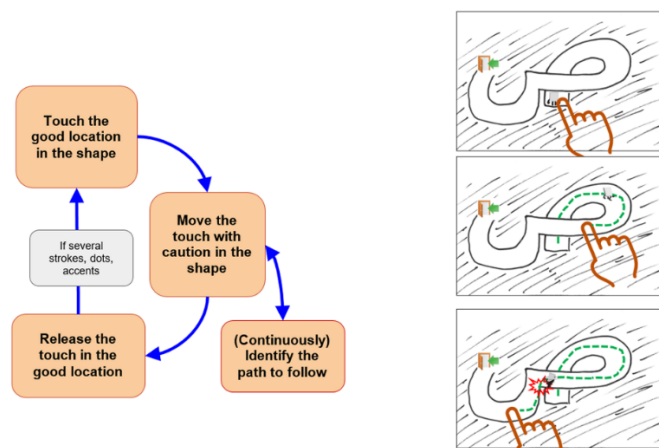 Touch the
good location
in the shape
Move the
touch with
caution in the
shape
If several
strokes, dots,
accents
Release the
touch in the
good location
(Continuously)
Identify the
path to follow